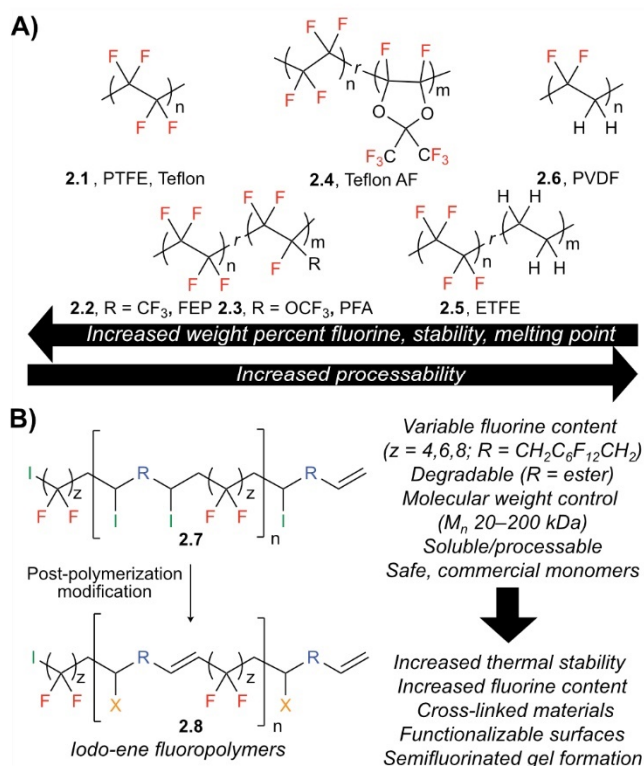 A)
F F
n
F F
2.1, PTFE, Teflon
F F
n
F F
r
F F
m
O O
F₃C CF₃
2.4, Teflon AF
F F
n
H H
2.6, PVDF
F F
n
F F
r
F F
m
F R
2.2, R = CF₃, FEP 2.3, R = OCF₃, PFA
F F
n
F F
r
H H
m
H H
2.5, ETFE
Increased weight percent fluorine, stability, melting point
Increased processability
B)
I z R z R
F F I I F F I
n
2.7
Post-polymerization
modification
I z R z R
F F X F F X
n
2.8
Iodo-ene fluoropolymers
Variable fluorine content
(z = 4,6,8; R = CH₂C₆F₁₂CH₂)
Degradable (R = ester)
Molecular weight control
(Mₙ 20–200 kDa)
Soluble/processable
Safe, commercial monomers
Increased thermal stability
Increased fluorine content
Cross-linked materials
Functionalizable surfaces
Semifluorinated gel formation